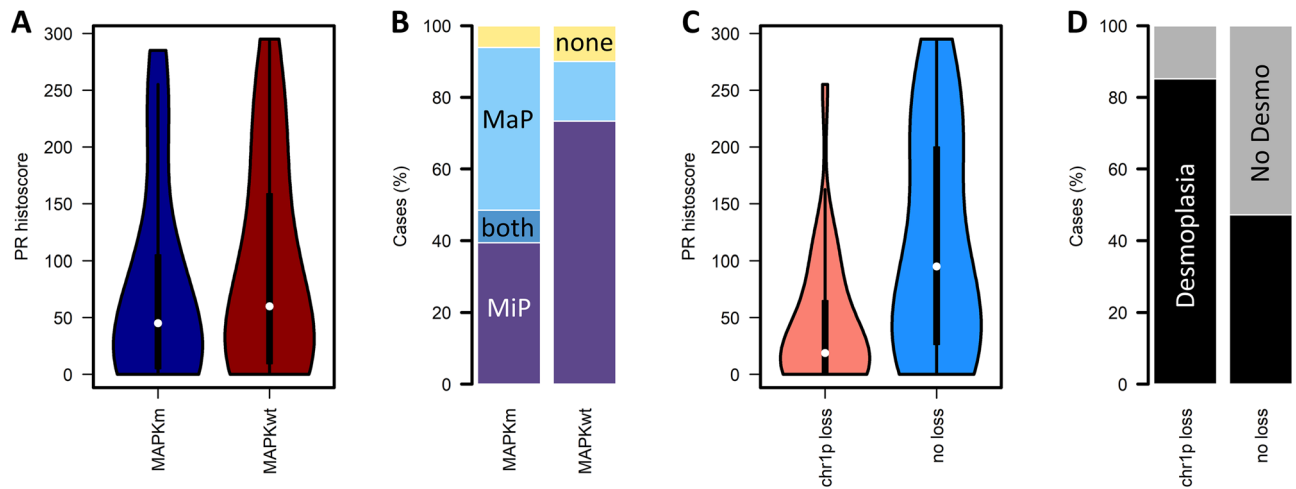 A
PR histoscore
300
250
200
150
100
50
0
MAPKm
MAPKwt
B
Cases (%)
100
80
60
40
20
0
none
MaP
both
MiP
MAPKm
MAPKwt
C
PR histoscore
300
250
200
150
100
50
0
chr1p loss
no loss
D
Cases (%)
100
80
60
40
20
0
Desmoplasia
No Desmo
chr1p loss
no loss